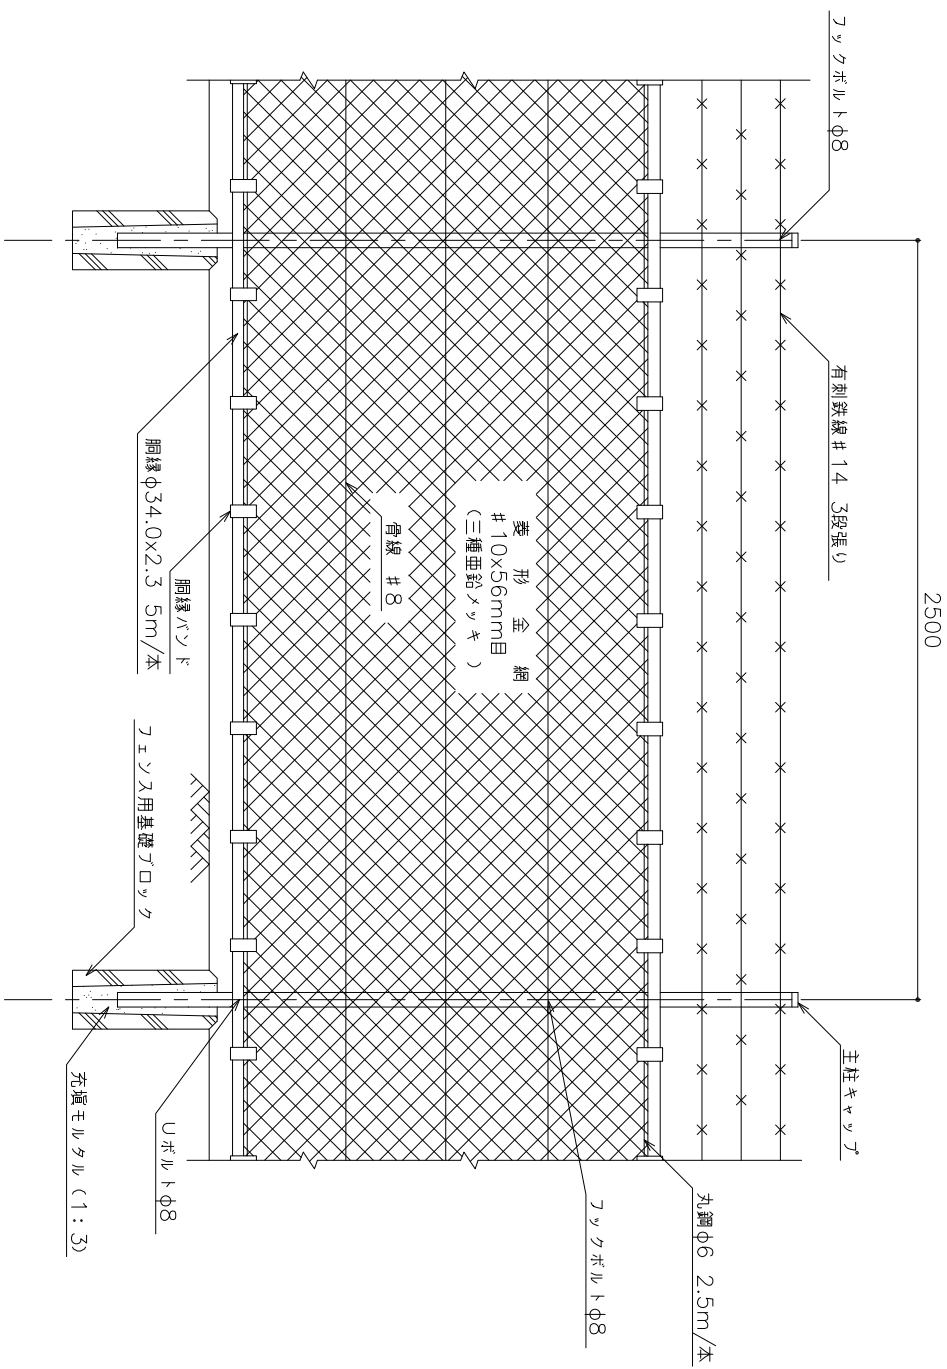 2500
フックボルトφ8
有刺鉄線♯14 3段張り
主柱キャップ
丸鋼φ6 2.5m/本
菱形金網
♯10x56mm目
(三種亜鉛メッキ)
骨線 ♯8
フックボルトφ8
胴縁バンド
胴縁φ34.0x2.3 5m/本
フェンス用基礎ブロック
Uボルトφ8
充填モルタル(1:3)